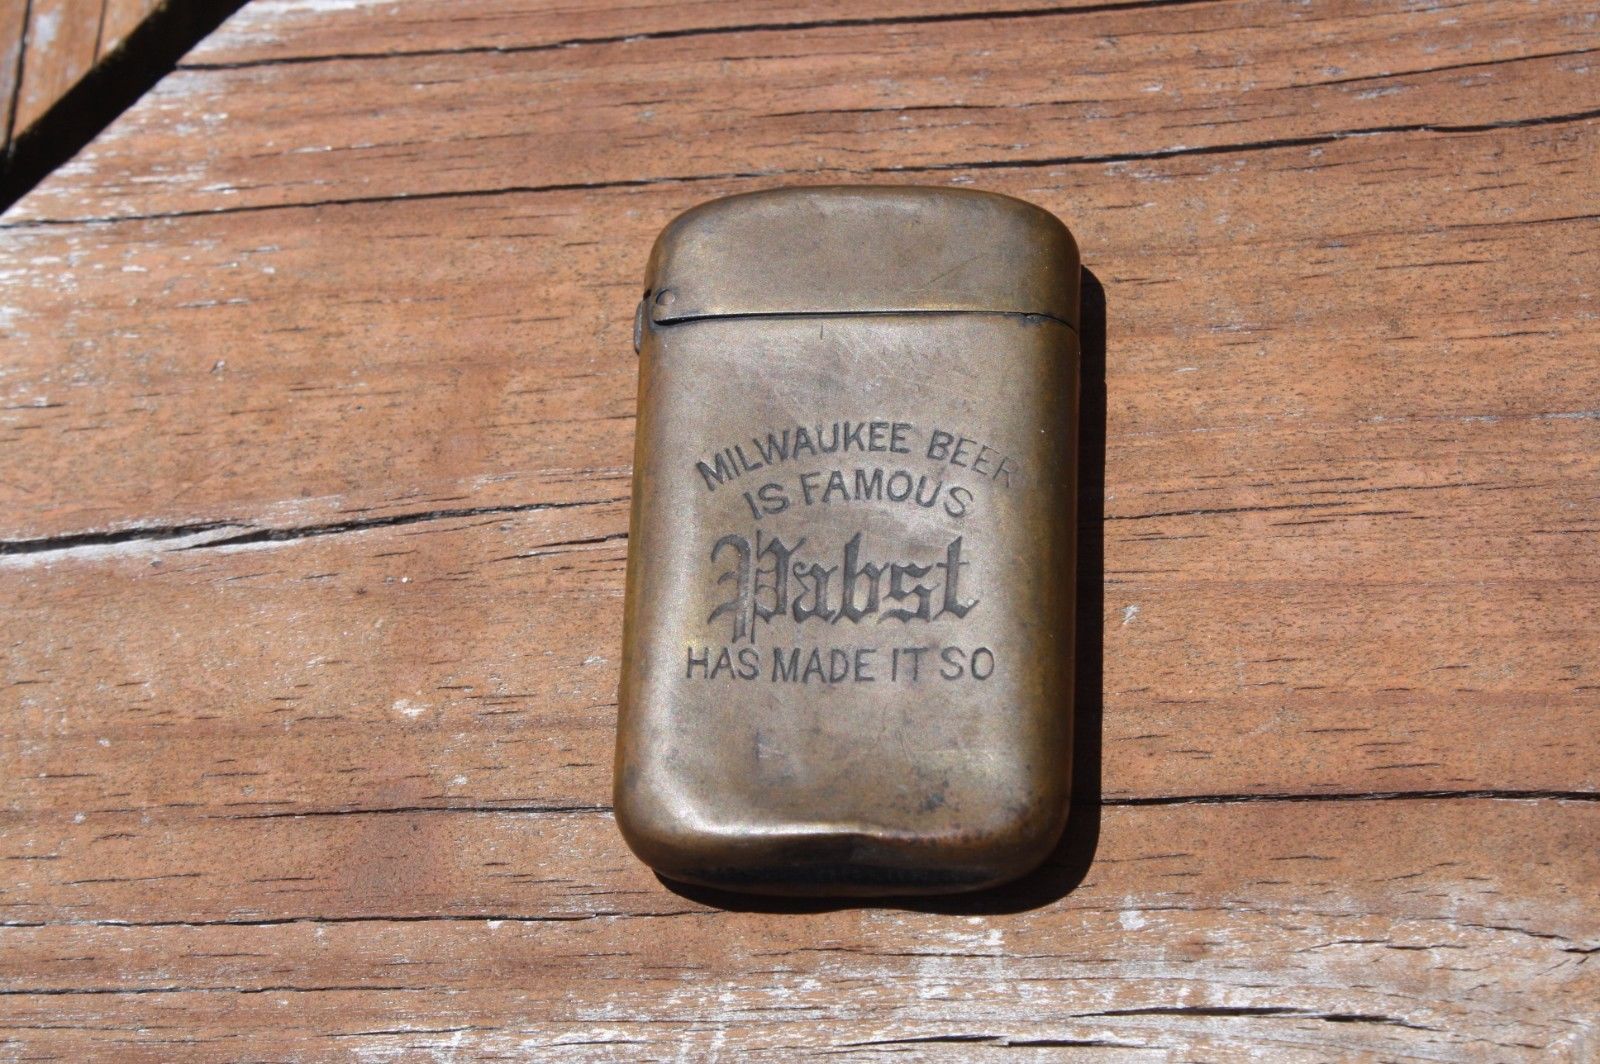 MILWAUKEE BEER
IS FAMOUS
Pabst
HAS MADE IT SO